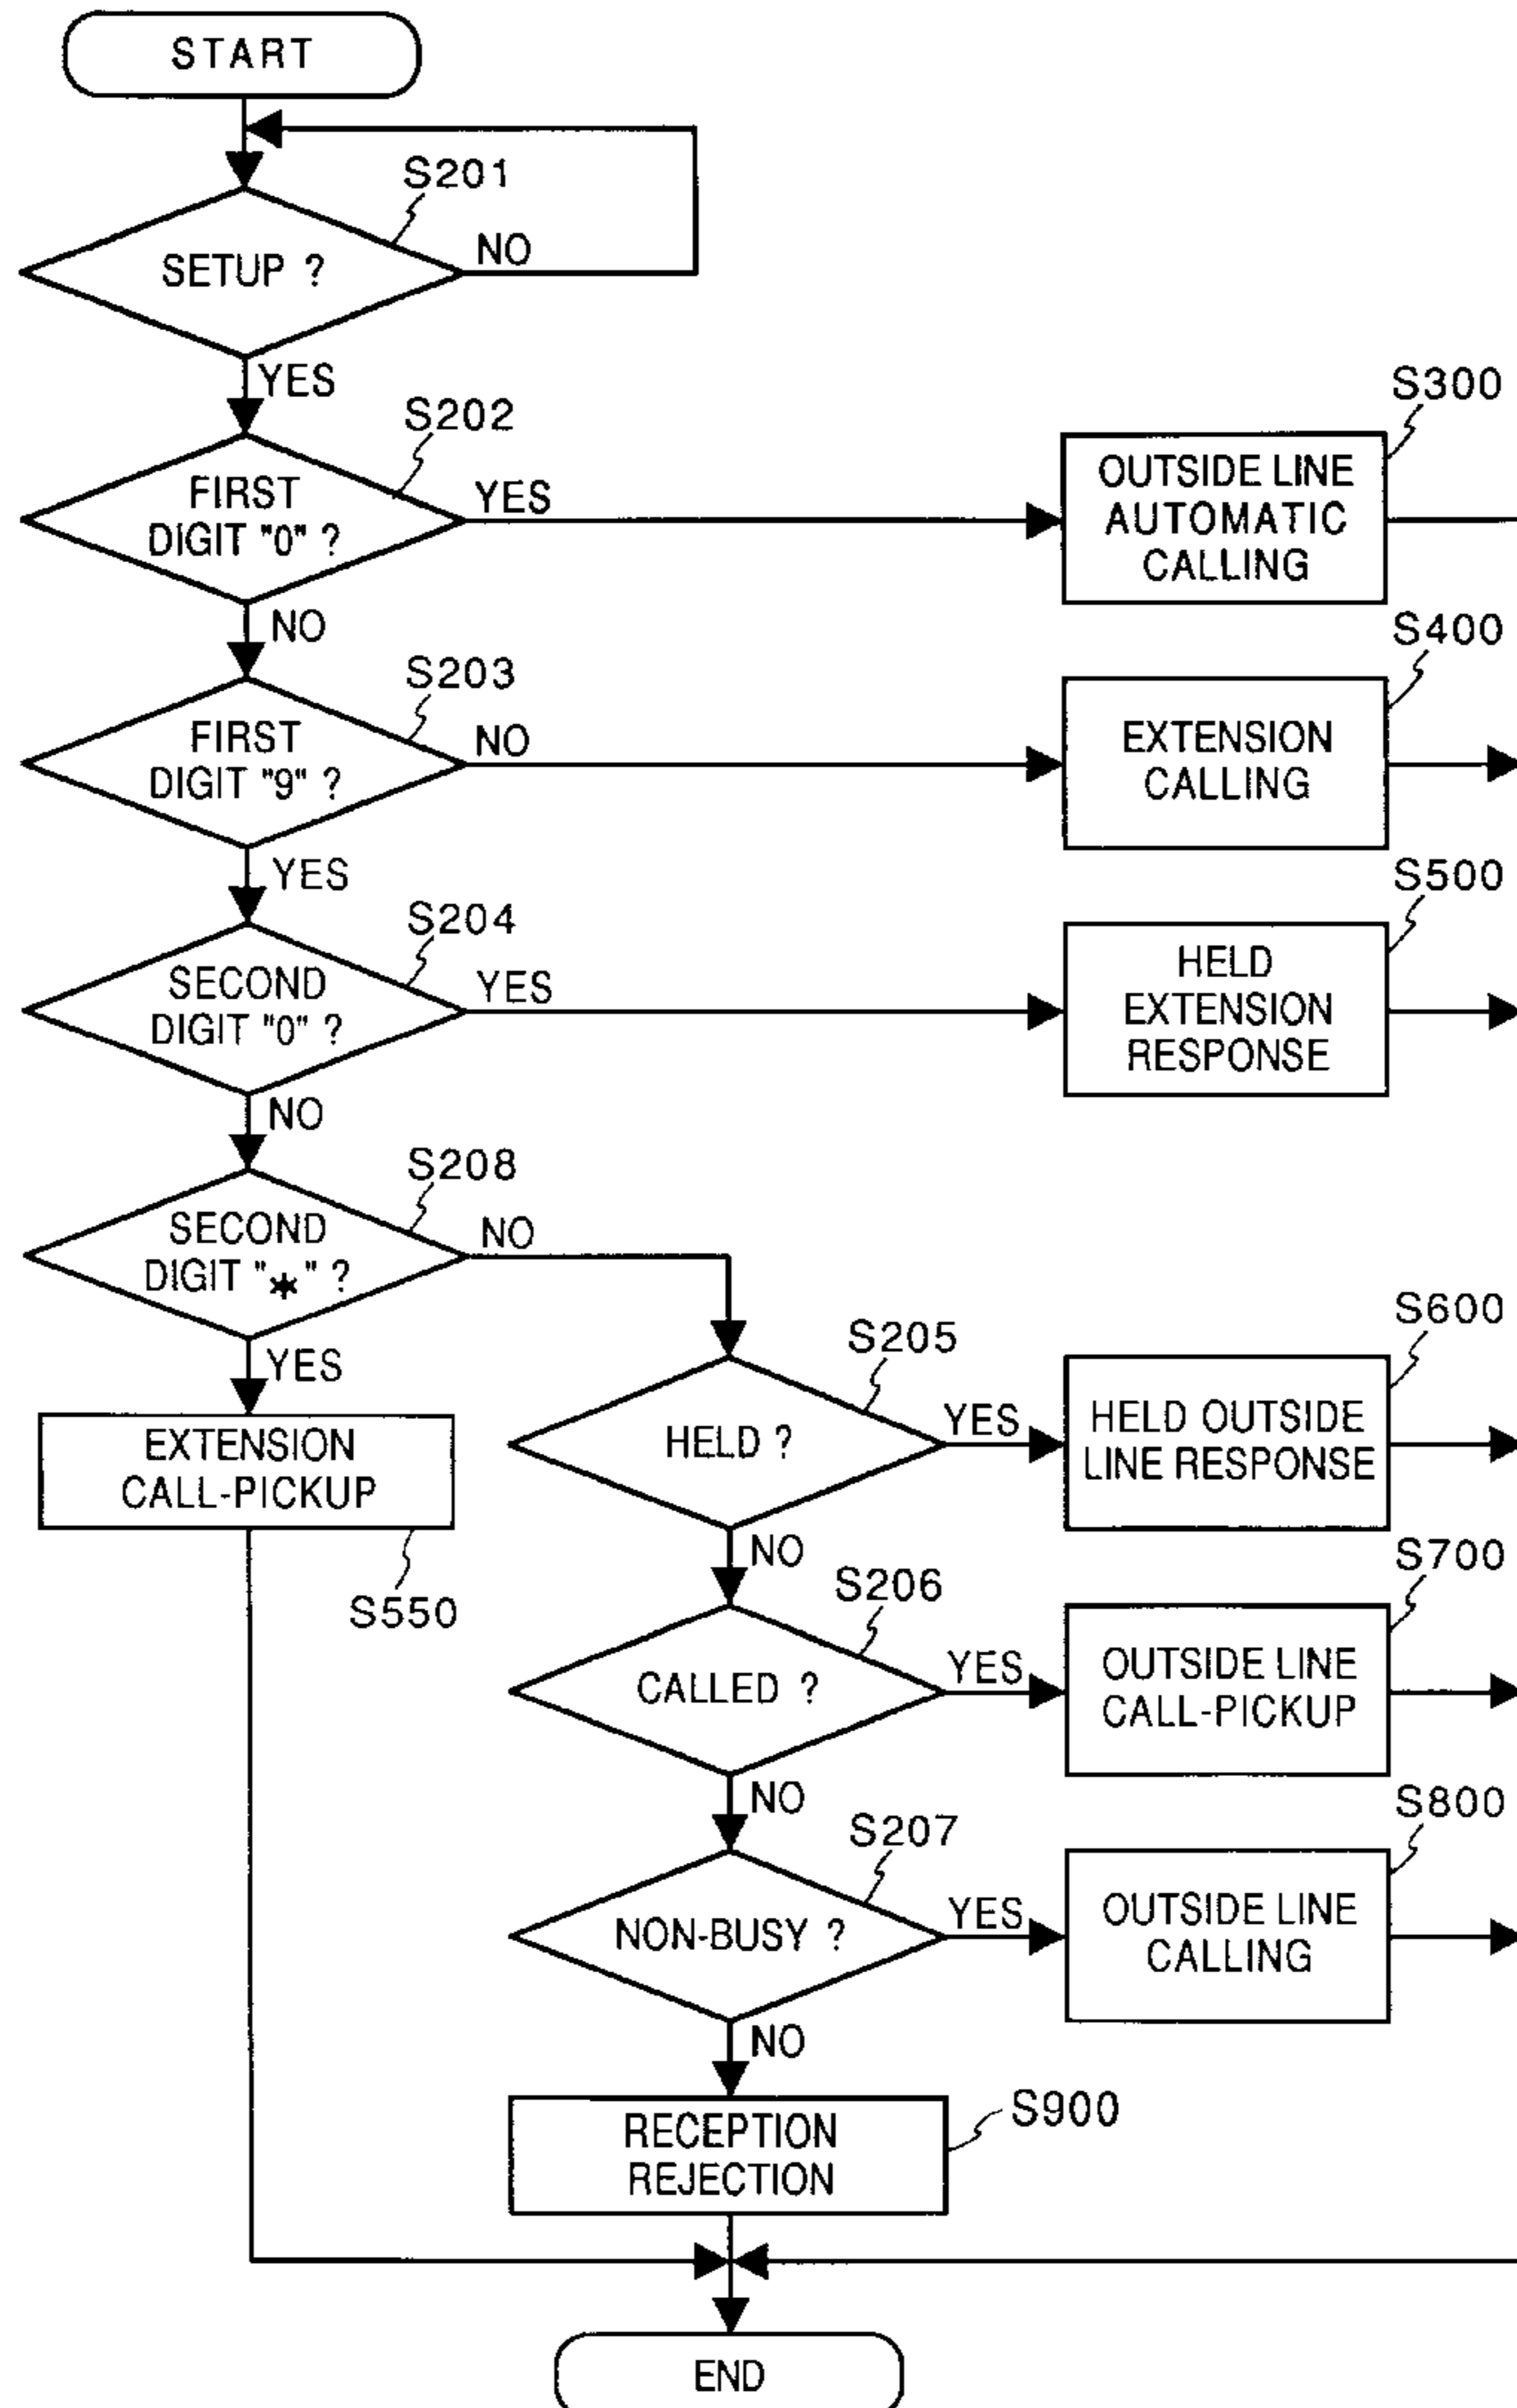 START
S201
SETUP ?
NO
YES
S202
FIRST
DIGIT "0" ?
YES
S300
OUTSIDE LINE
AUTOMATIC
CALLING
NO
S203
FIRST
DIGIT "9" ?
NO
S400
EXTENSION
CALLING
YES
S204
SECOND
DIGIT "0" ?
YES
S500
HELD
EXTENSION
RESPONSE
NO
S208
SECOND
DIGIT "*" ?
NO
YES
EXTENSION
CALL-PICKUP
S550
S205
HELD ?
YES
S600
HELD OUTSIDE
LINE RESPONSE
NO
S206
CALLED ?
YES
S700
OUTSIDE LINE
CALL-PICKUP
NO
S207
NON-BUSY ?
YES
S800
OUTSIDE LINE
CALLING
NO
RECEPTION
REJECTION
S900
END